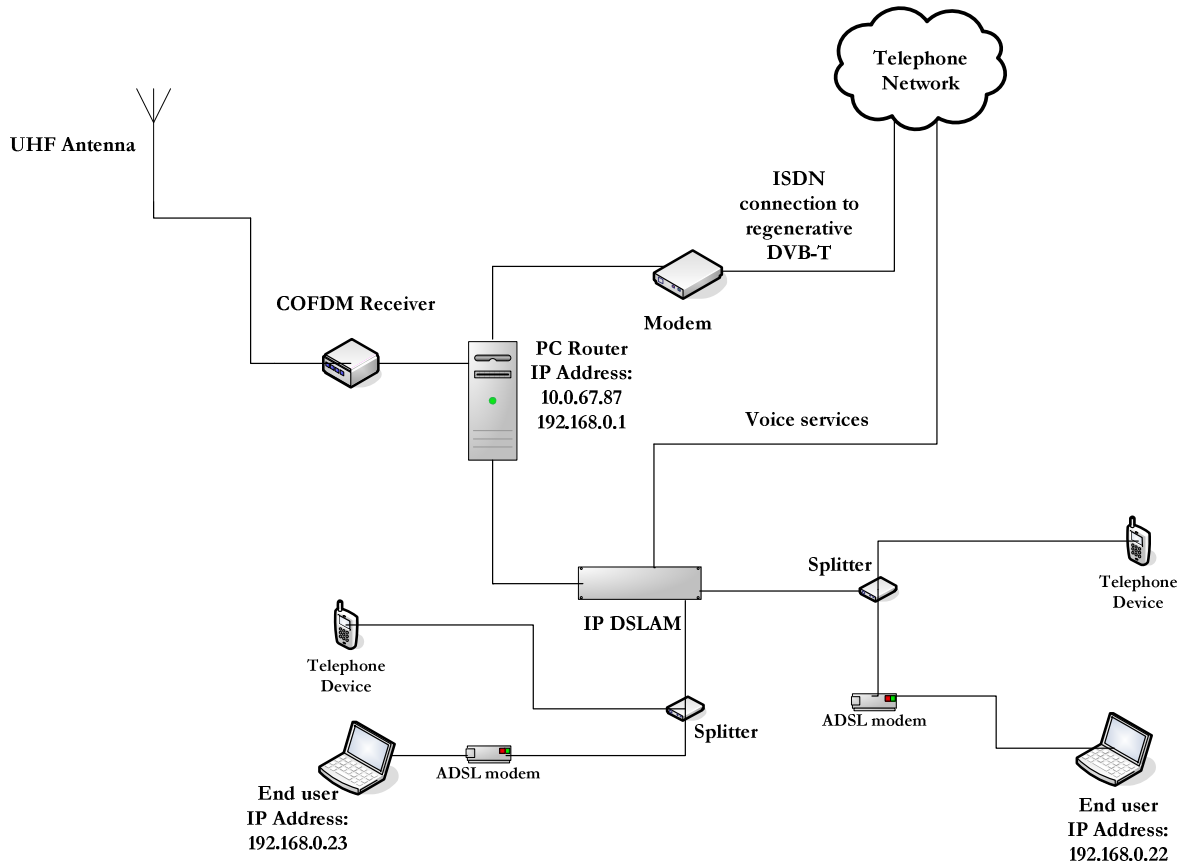 Telephone
Network
UHF Antenna
ISDN
connection to
regenerative
DVB-T
COFDM Receiver
Modem
PC Router
IP Address:
10.0.67.87
192.168.0.1
Voice services
Splitter
Telephone
Device
IP DSLAM
Telephone
Device
ADSL modem
Splitter
ADSL modem
End user
IP Address:
192.168.0.23
End user
IP Address:
192.168.0.22